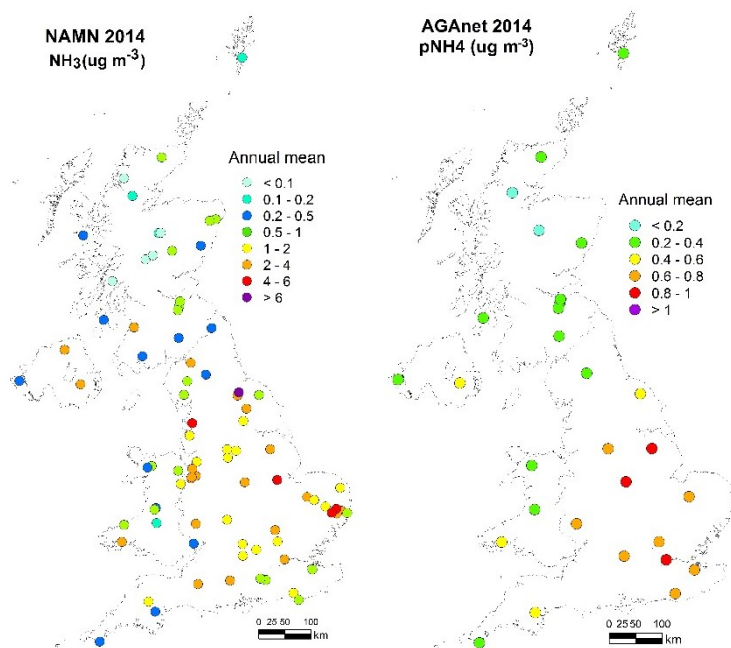 NAMN 2014
NH3(ug m-3)
Annual mean
< 0.1
0.1 - 0.2
0.2 - 0.5
0.5 - 1
1 - 2
2 - 4
4 - 6
> 6
0 25 50 100
km
AGAnet 2014
pNH4 (ug m-3)
Annual mean
< 0.2
0.2 - 0.4
0.4 - 0.6
0.6 - 0.8
0.8 - 1
> 1
0 25 50 100
km